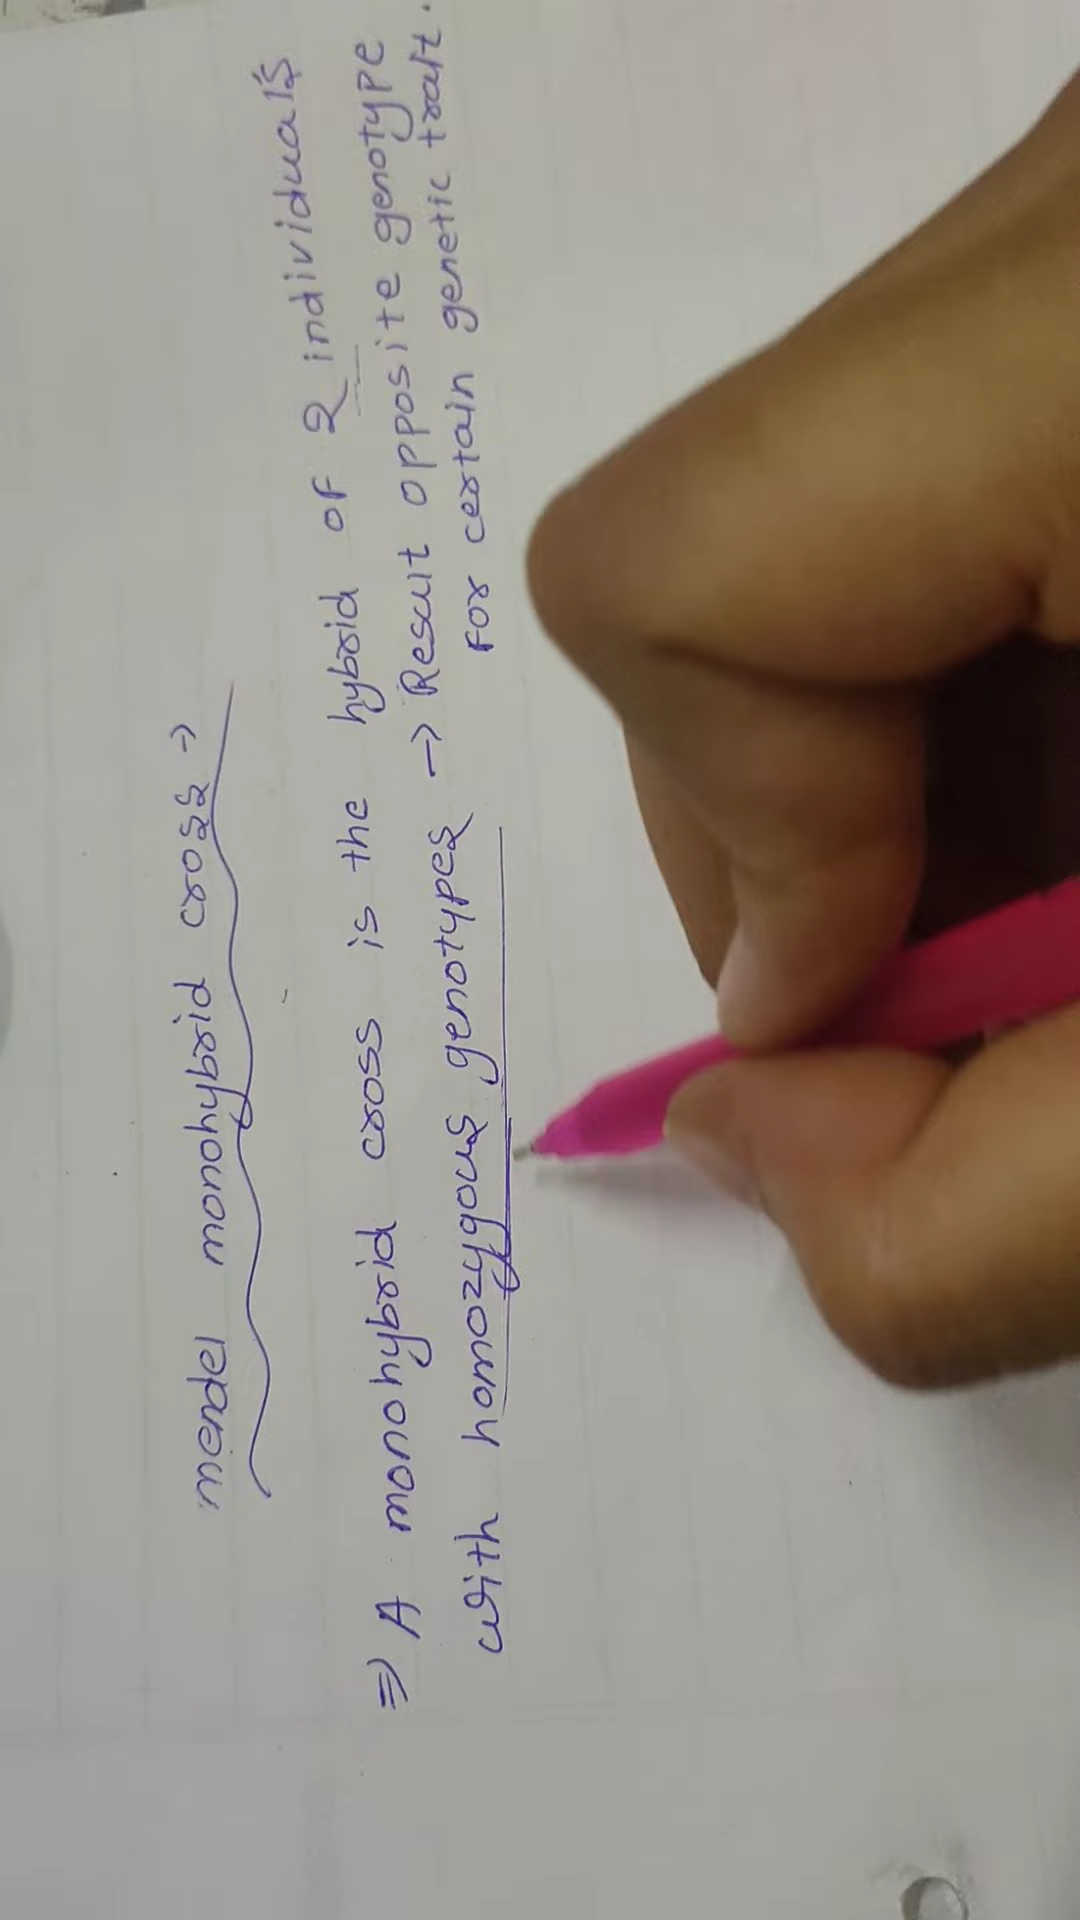 mendel monohybrid cross →
⇒ A monohybrid cross is the hybrid of 2 individual's
with homozygous genotypes → Result opposite genotype
for certain genetic trait.